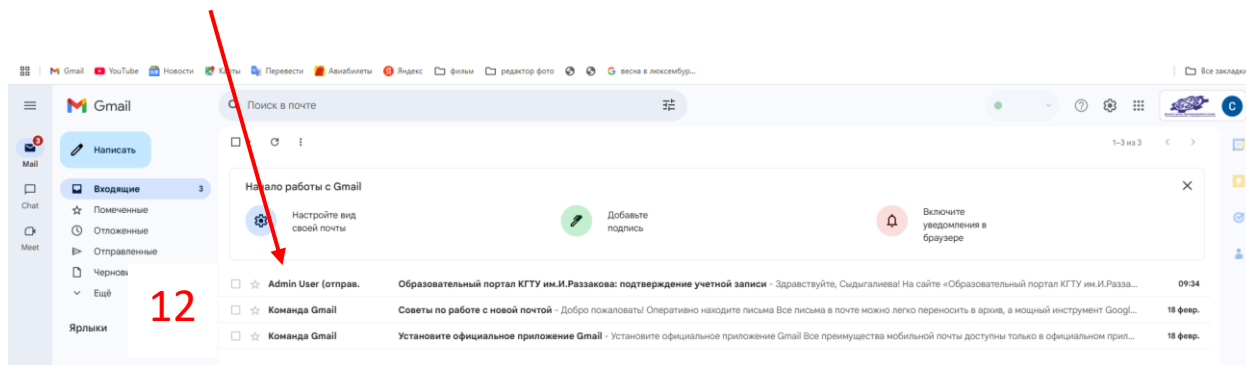 Gmail YouTube Новости Карты Перевести Авиабилеты Яндекс фильм редактор фото весна в люксембур... Все закладки
Gmail Поиск в почте С
3
Mail
Написать 1–3 из 3
Входящие 3 Начало работы с Gmail
Chat
Помеченные Настройте вид своей почты Добавьте подпись Включите уведомления в браузере
Отложенные
Meet
Отправленные
Admin User (отправ. Образовательный портал КГТУ им.И.Раззакова: подтверждение учетной записи - Здравствуйте, Сыдыгалиева! На сайте «Образовательный портал КГТУ им.И.Разза... 09:34
Ещё
12
Команда Gmail Советы по работе с новой почтой - Добро пожаловать! Оперативно находите письма Все письма в почте можно легко переносить в архив, а мощный инструмент Googl... 18 февр.
Ярлыки
Команда Gmail Установите официальное приложение Gmail - Установите официальное приложение Gmail Все преимущества мобильной почты доступны только в официальном прил... 18 февр.